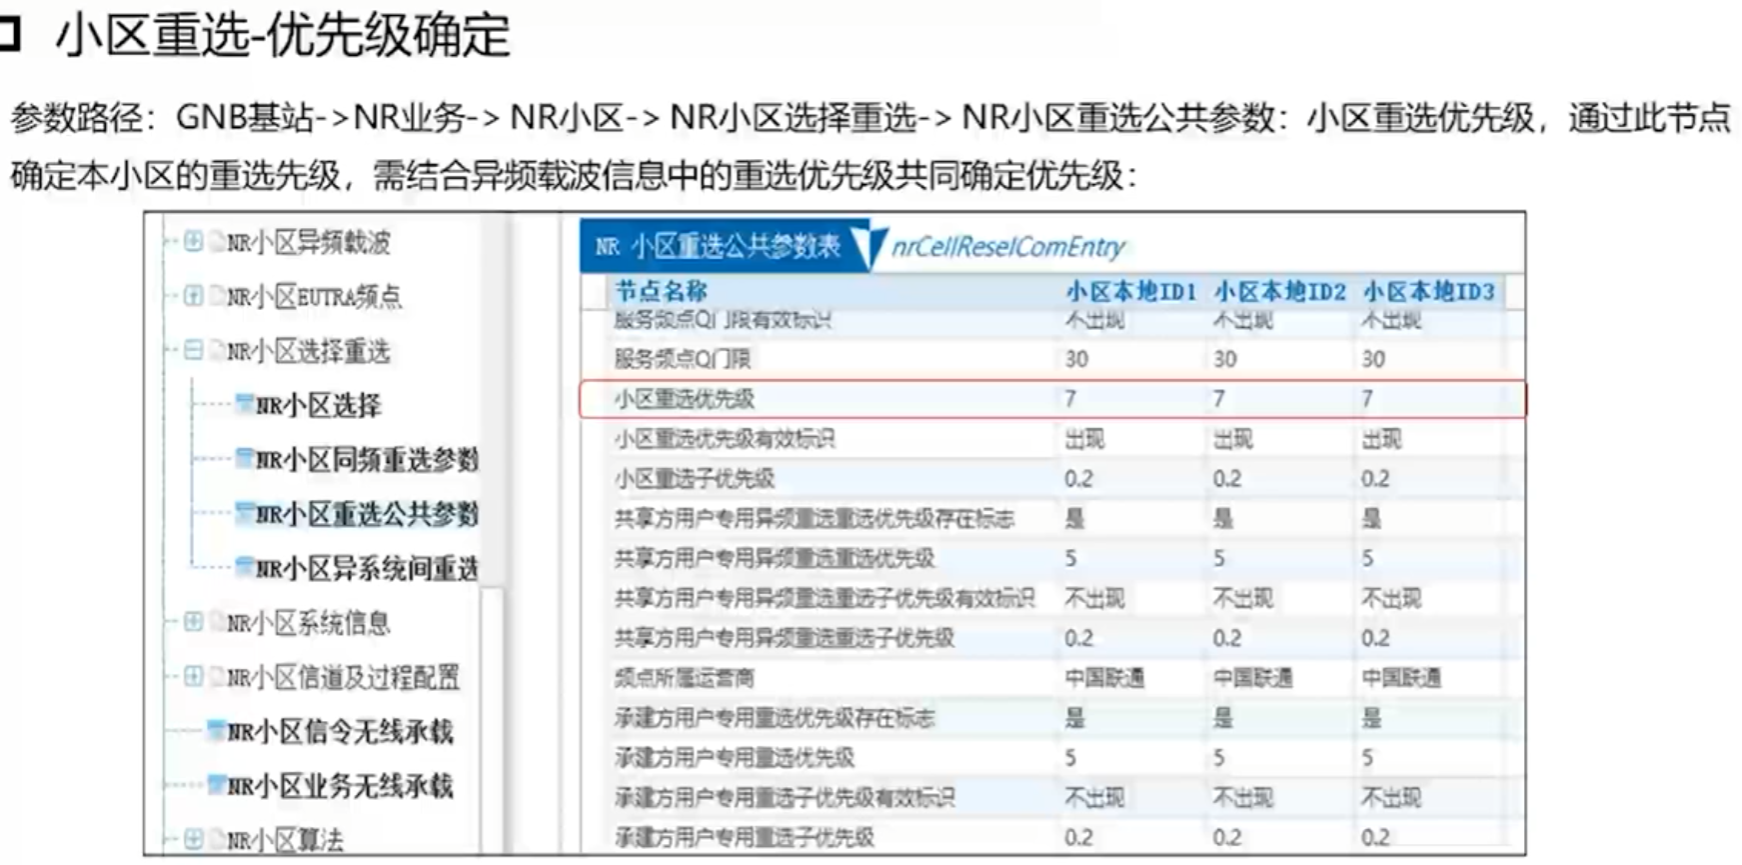 小区重选-优先级确定
参数路径：GNB基站->NR业务-> NR小区-> NR小区选择重选-> NR小区重选公共参数：小区重选优先级，通过此节点
确定本小区的重选先级，需结合异频载波信息中的重选优先级共同确定优先级：
NR小区异频载波
NR小区EUTRA频点
NR小区选择重选
NR小区选择
NR小区同频重选参数
NR小区重选公共参数
NR小区异系统间重选
NR小区系统信息
NR小区信道及过程配置
NR小区信令无线承载
NR小区业务无线承载
NR小区算法
NR 小区重选公共参数表 nrCellReselComEntry
节点名称 小区本地ID1 小区本地ID2 小区本地ID3
服务频点Q门限有效标识 不出现 不出现 不出现
服务频点Q门限 30 30 30
小区重选优先级 7 7 7
小区重选优先级有效标识 出现 出现 出现
小区重选子优先级 0.2 0.2 0.2
共享方用户专用异频重选重选优先级存在标志 是 是 是
共享方用户专用异频重选重选优先级 5 5 5
共享方用户专用异频重选重选子优先级有效标识 不出现 不出现 不出现
共享方用户专用异频重选重选子优先级 0.2 0.2 0.2
频点所属运营商 中国联通 中国联通 中国联通
承建方用户专用重选优先级存在标志 是 是 是
承建方用户专用重选优先级 5 5 5
承建方用户专用重选子优先级有效标识 不出现 不出现 不出现
承建方用户专用重选子优先级 0.2 0.2 0.2